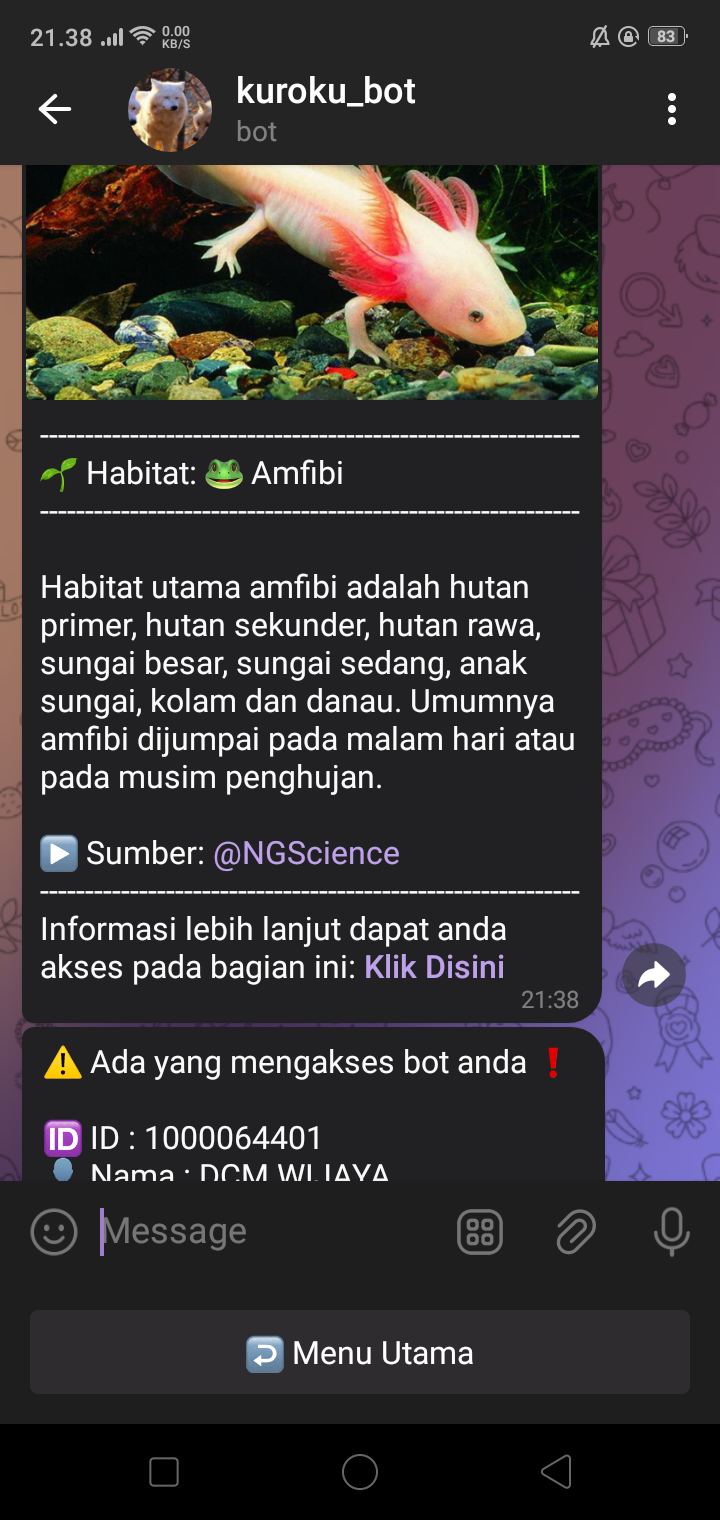 21.38
0.00
KB/S
83
kuroku_bot
bot
------------------------------------------------------------
🌱 Habitat: 🐸 Amfibi
------------------------------------------------------------
Habitat utama amfibi adalah hutan
primer, hutan sekunder, hutan rawa,
sungai besar, sungai sedang, anak
sungai, kolam dan danau. Umumnya
amfibi dijumpai pada malam hari atau
pada musim penghujan.
▶️ Sumber: @NGScience
------------------------------------------------------------
Informasi lebih lanjut dapat anda
akses pada bagian ini: Klik Disini
21:38
⚠️ Ada yang mengakses bot anda ❗
🆔 ID : 1000064401
👤 Nama : DCM WIJAYA
Message
↩️ Menu Utama